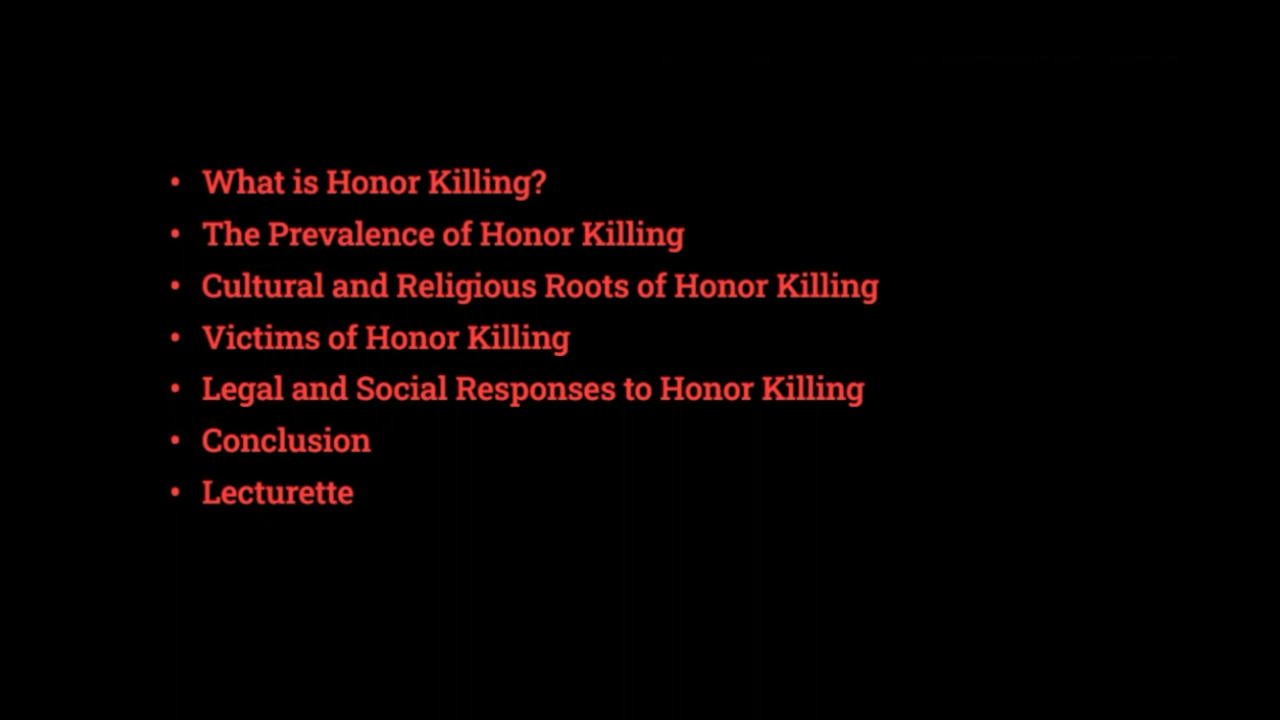 • What is Honor Killing?
• The Prevalence of Honor Killing
• Cultural and Religious Roots of Honor Killing
• Victims of Honor Killing
• Legal and Social Responses to Honor Killing
• Conclusion
• Lecturette